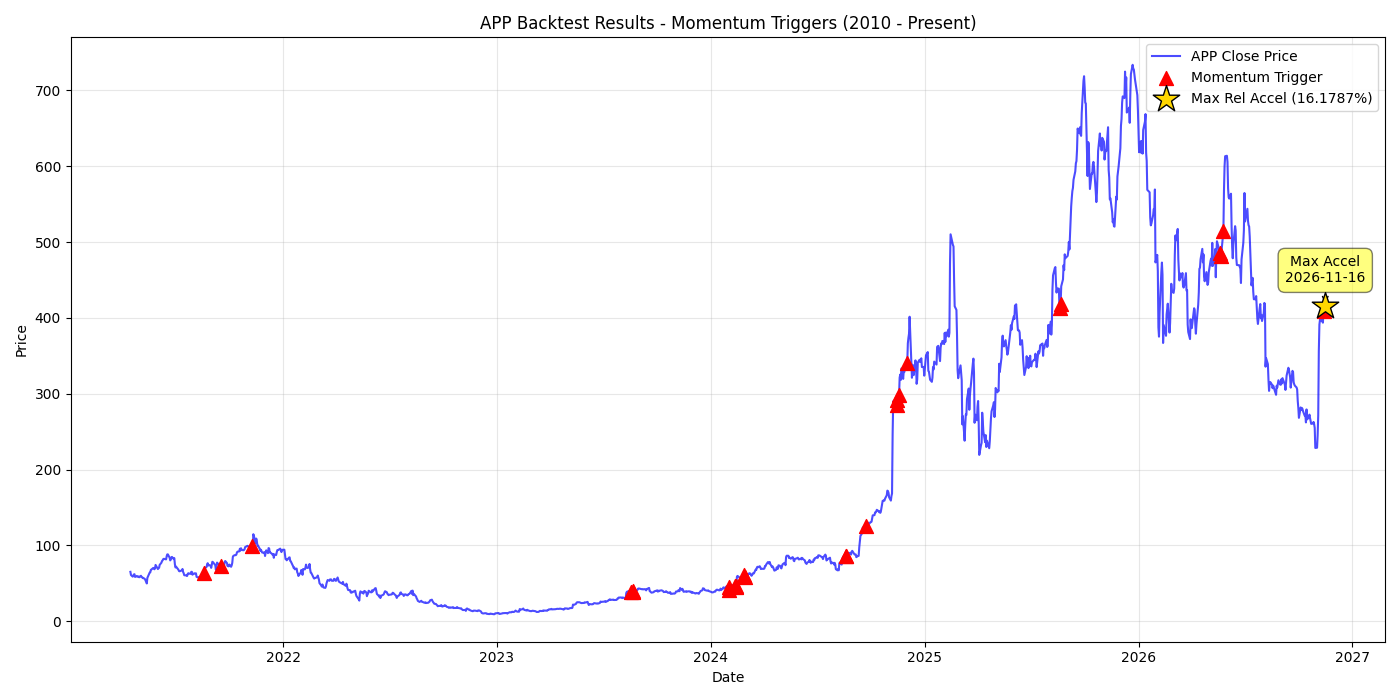 APP Backtest Results - Momentum Triggers (2010 - Present)
APP Close Price
Momentum Trigger
Max Rel Accel (16.1787%)
Max Accel
2026-11-16
Price
700
600
500
400
300
200
100
0
2022
2023
2024
2025
2026
2027
Date